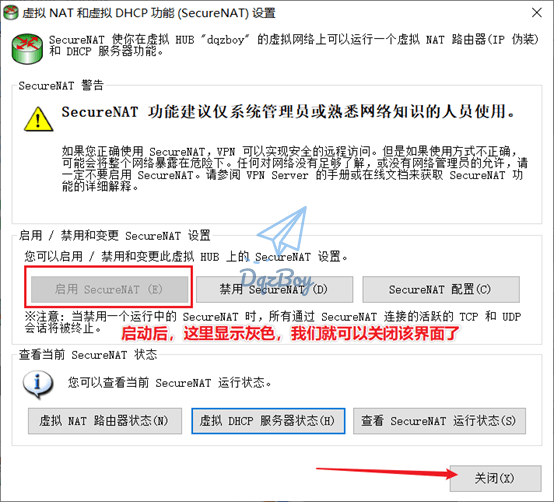 虚拟 NAT 和虚拟 DHCP 功能 (SecureNAT) 设置
SecureNAT 使你在虚拟 HUB "dqzboy" 的虚拟网络上可以运行一个虚拟 NAT 路由器(IP 伪装)
和 DHCP 服务器功能。
SecureNAT 警告
SecureNAT 功能建议仅系统管理员或熟悉网络知识的人员使用。
如果您正确使用 SecureNAT，VPN 可以实现安全的远程访问。但是如果使用方式不正确，
可能会将整个网络暴露在危险下。任何对网络没有足够了解，或没有网络管理员的允许，请
一定不要启用 SecureNAT。请参阅 VPN Server 的手册或在线文档来获取 SecureNAT 功
能的详细解释。
启用 / 禁用和变更 SecureNAT 设置
您可以启用 / 禁用和变更此虚拟 HUB 上的 SecureNAT 设置。
启用 SecureNAT (E)
禁用 SecureNAT (D)
SecureNAT 配置(C)
DqzBoy
※注意: 当禁用一个运行中的 SecureNAT 时，所有通过 SecureNAT 连接的活跃的 TCP 和 UDP
会话将被终止。
启动后，这里显示灰色，我们就可以关闭该界面了
查看当前 SecureNAT 状态
您可以查看当前 SecureNAT 运行状态。
虚拟 NAT 路由器状态(N)
虚拟 DHCP 服务器状态(H)
查看 SecureNAT 运行状态(S)
关闭(X)